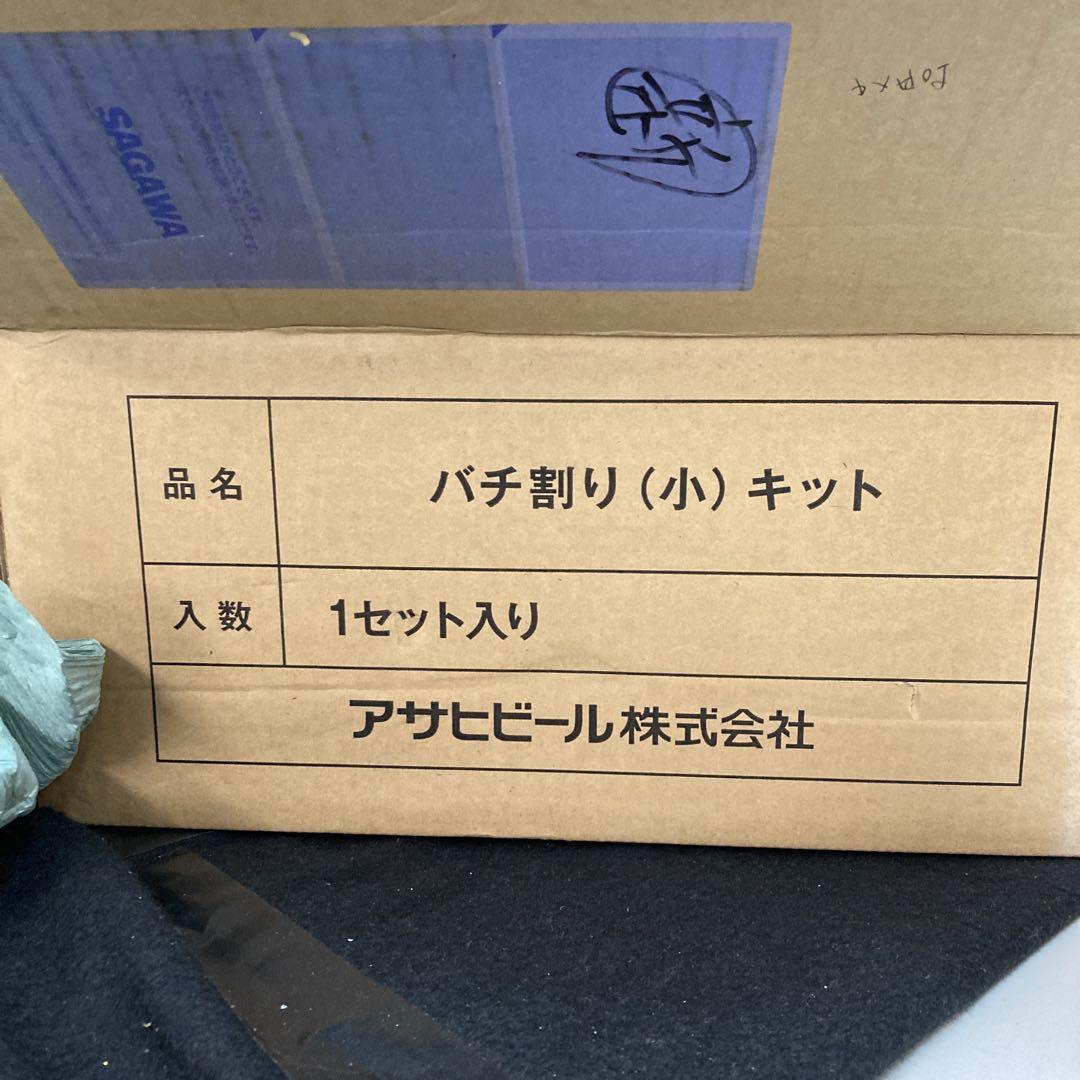 SAGAWA
品名
バチ割り（小）キット
入数
1セット入り
アサヒビール株式会社